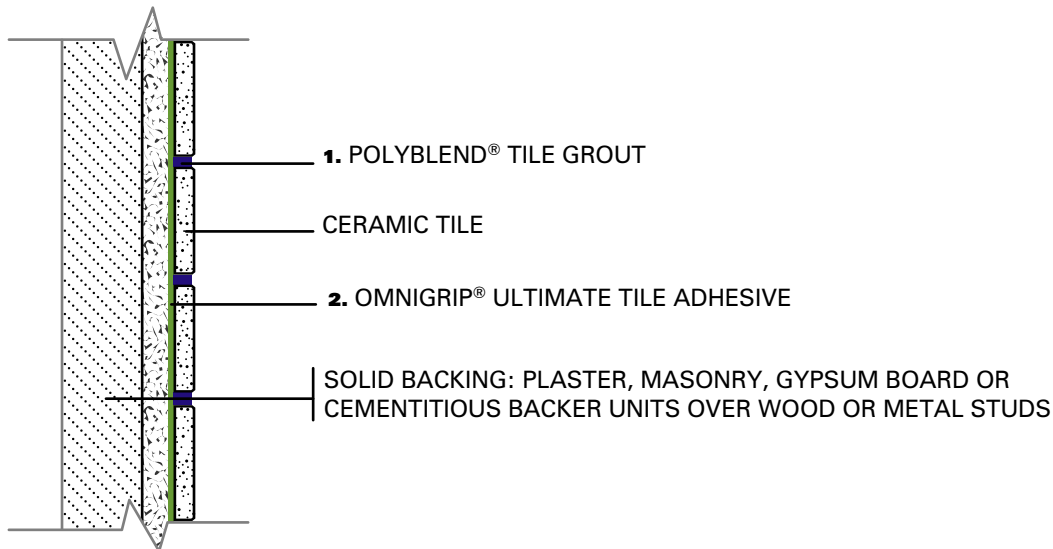 1. POLYBLEND® TILE GROUT
CERAMIC TILE
2. OMNIGRIP® ULTIMATE TILE ADHESIVE
SOLID BACKING: PLASTER, MASONRY, GYPSUM BOARD OR
CEMENTITIOUS BACKER UNITS OVER WOOD OR METAL STUDS